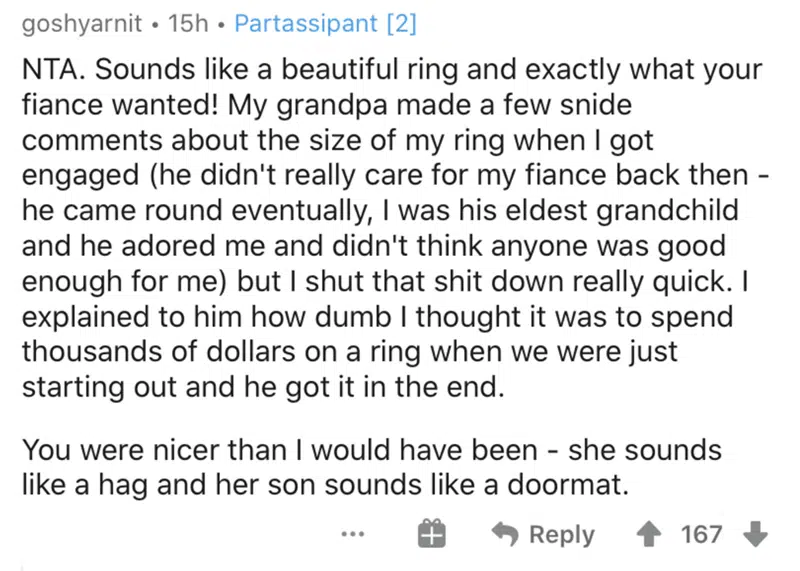 goshyarnit • 15h • Partassipant [2]
NTA. Sounds like a beautiful ring and exactly what your
fiance wanted! My grandpa made a few snide
comments about the size of my ring when I got
engaged (he didn't really care for my fiance back then -
he came round eventually, I was his eldest grandchild
and he adored me and didn't think anyone was good
enough for me) but I shut that shit down really quick. I
explained to him how dumb I thought it was to spend
thousands of dollars on a ring when we were just
starting out and he got it in the end.
You were nicer than I would have been - she sounds
like a hag and her son sounds like a doormat.
Reply 167